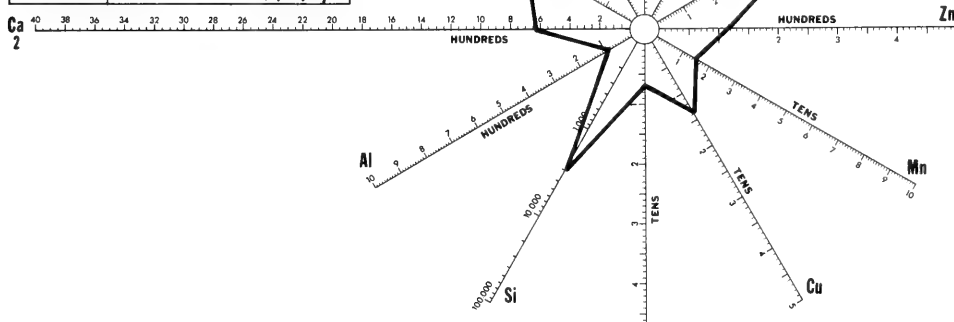 Ca 40 38 36 34 32 30 28 26 24 22 20 18 16 14 12 10 8 6 4 2 2 4 Zn
2
HUNDREDS HUNDREDS
Al 10 9 8 7 6 5 4 3 2
HUNDREDS
Si 100,000 10,000 1,000
2 3 4
TENS
Cu 2 3 4 5
TENS
Mn 1 2 3 4 5 6 7 8 9 10
TENS